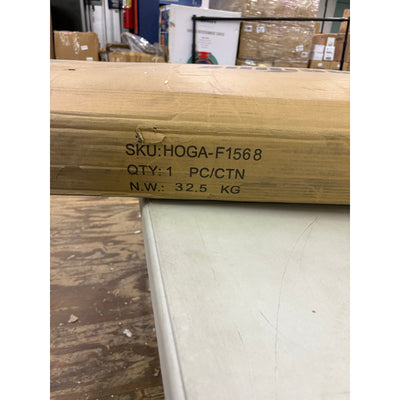 SKU:HOGA-F1568
QTY:1 PC/CTN
N.W.: 32.5 KG